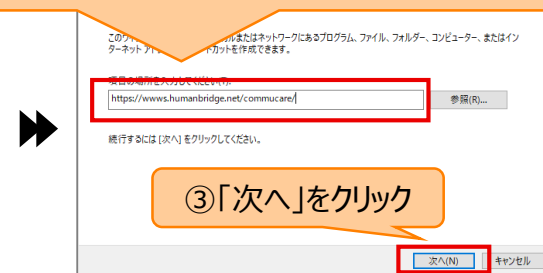 ルまたはネットワークにあるプログラム、ファイル、フォルダー、コンピューター、またはイン
ターネット
トカットを作成できます。
https://wwws.humanbridge.net/commucare/
参照(R)...
続行するには [次へ] をクリックしてください。
③「次へ」をクリック
次へ(N)
キャンセル